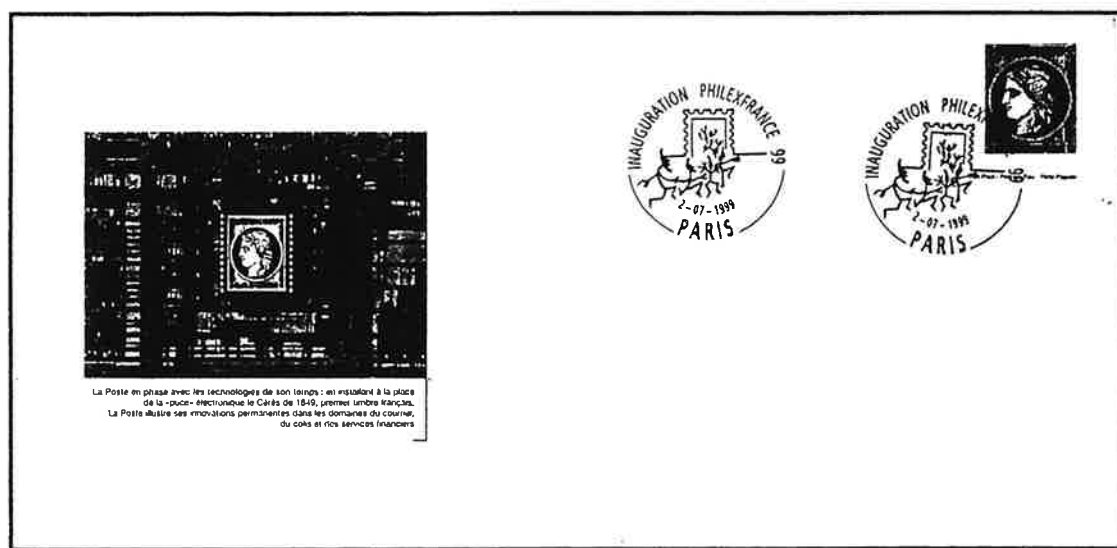 INAUGURATION PHILEXFRANCE 99
2-07-1999
PARIS
INAUGURATION PHILEXF 99
2-07-1999
PARIS
La Poste en phase avec les technologies de son temps : en installant à la place
de la «puce» électronique le Cérès de 1849, premier timbre français,
La Poste illustre ses innovations permanentes dans les domaines du courrier,
du colis et des services financiers